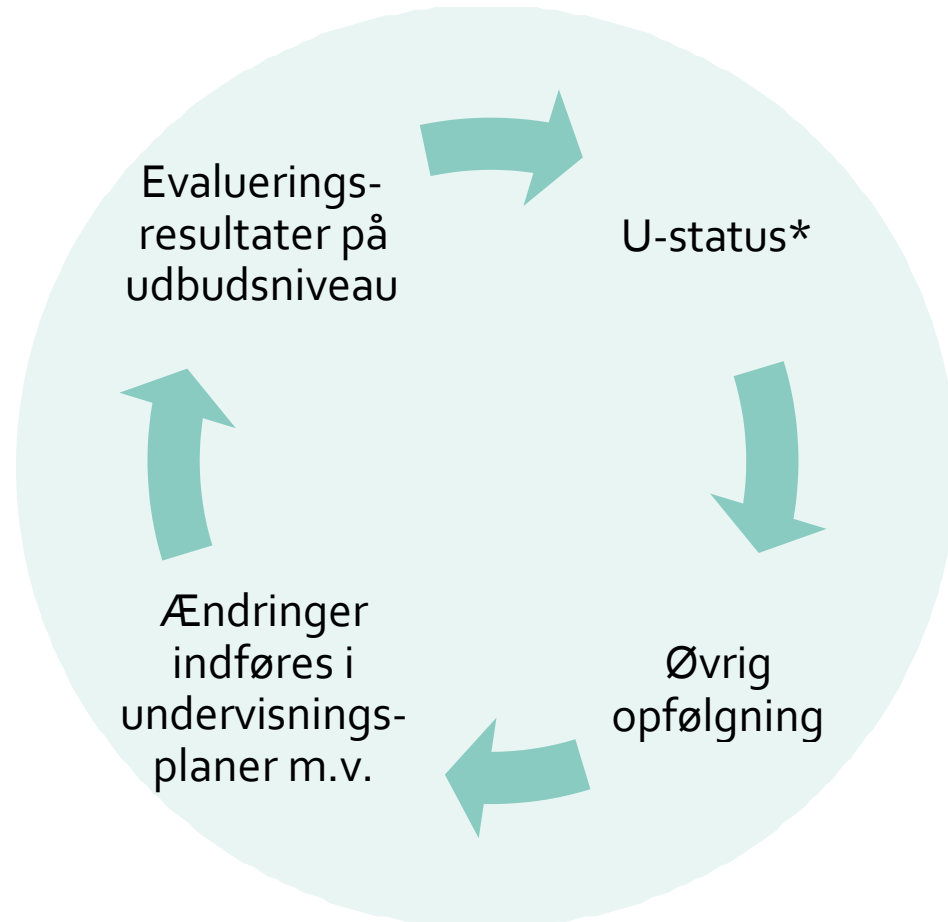 Evaluerings-
resultater på
udbudsniveau
U-status*
Øvrig
opfølgning
Ændringer
indføres i
undervisnings-
planer m.v.